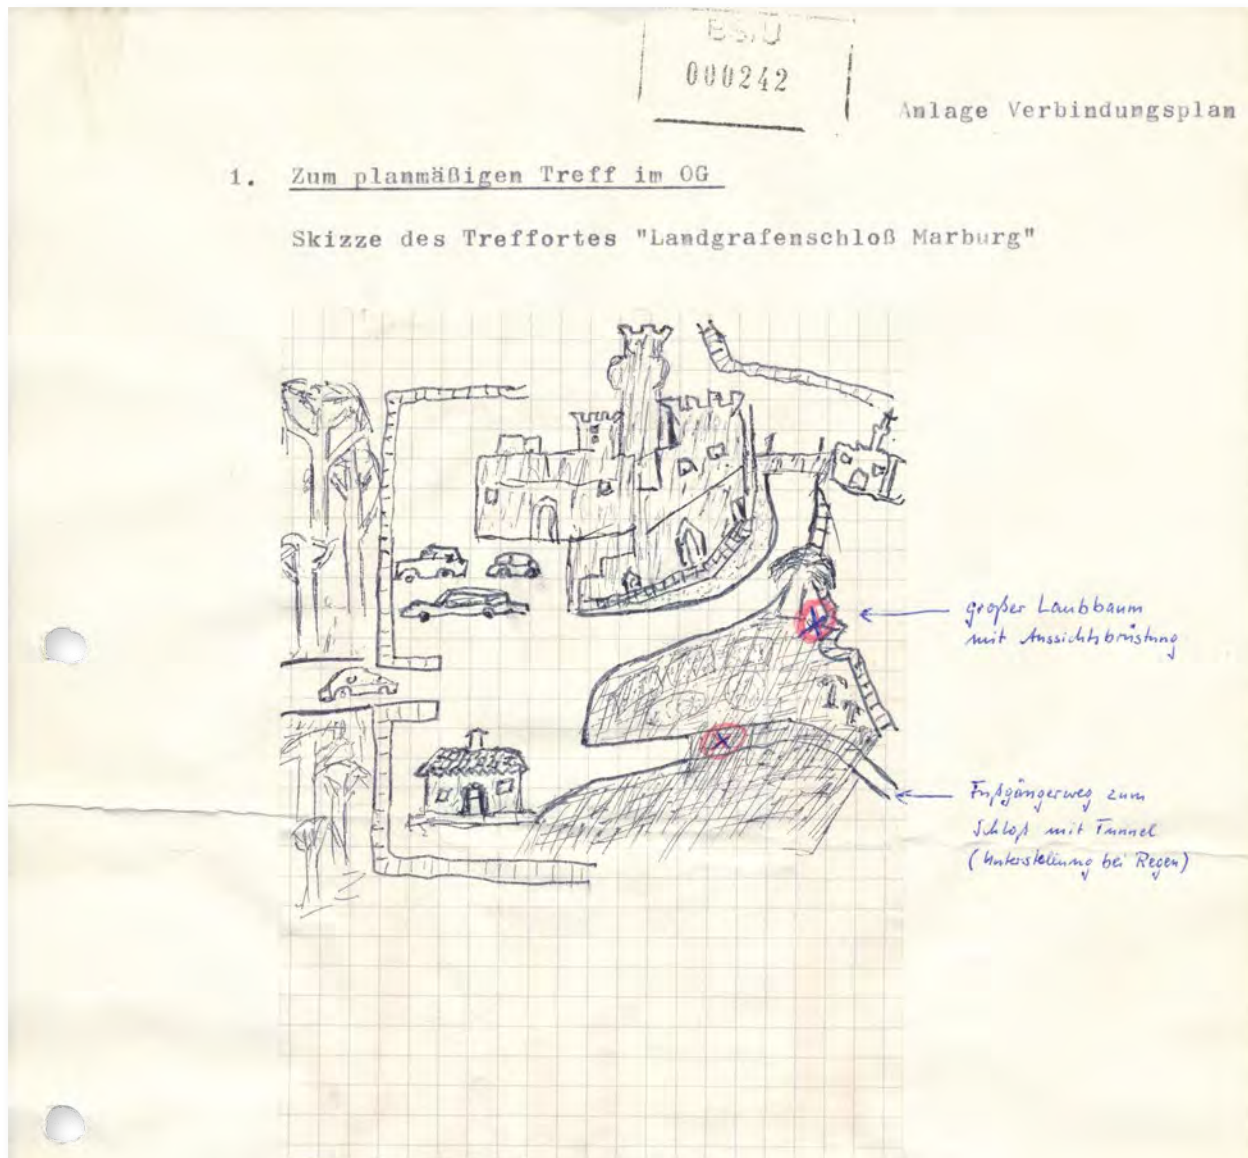 BStU
000242
Anlage Verbindungsplan
1. Zum planmäßigen Treff im OG
Skizze des Treffortes "Landgrafenschloß Marburg"
großer Laubbaum
mit Aussichtsbrüstung
Fußgängerweg zum
Schloß mit Tunnel
(Unterstellung bei Regen)